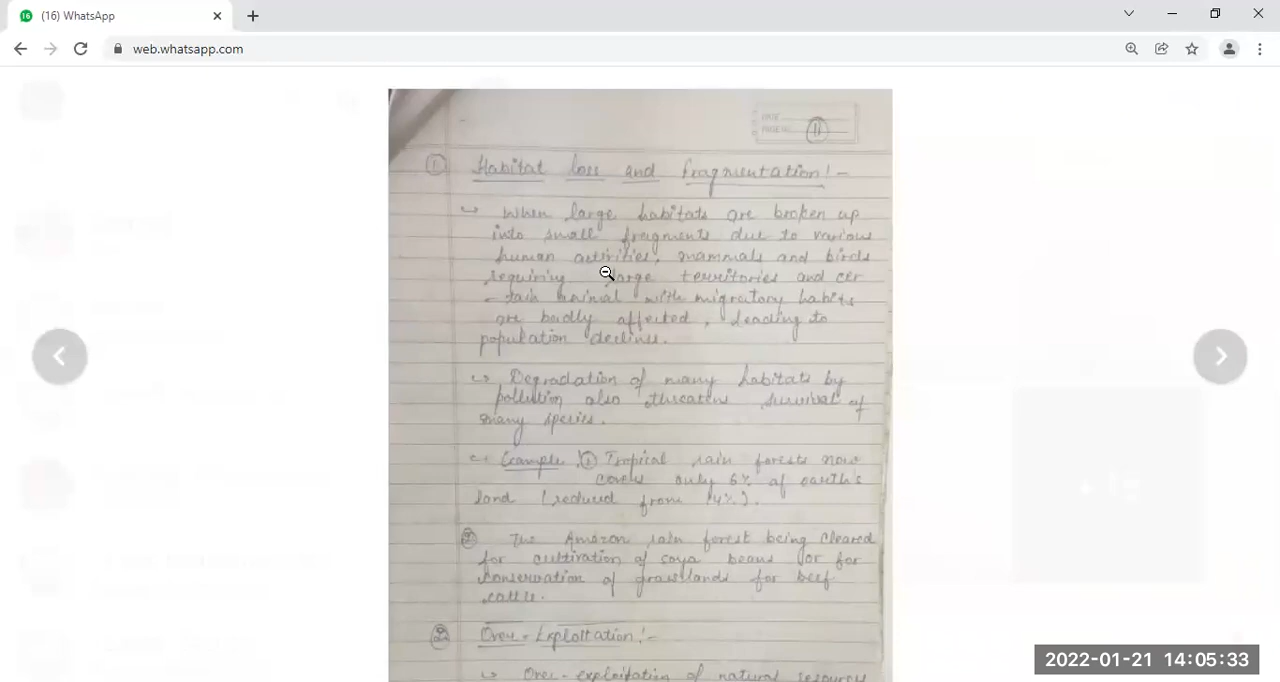 (16) WhatsApp
web.whatsapp.com
DATE
PAGE
11
① Habitat loss and fragmentation! -
↪ When large habitats are broken up
into small fragments due to various
human activities, mammals and birds
requiring large territories and cer
- tain animal with migratory habits
are badly affected, leading to
population declines.
↪ Degradation of many habitats by
pollution also threatens survival of
many species.
↪ Example ① Tropical rain forests now
covers only 6% of earth's
land (reduced from 14%).
② The Amazon rain forest being cleared
for cultivation of soya beans or for
conservation of grasslands for beef
cattle.
② Over-Exploitation! -
↪ Over-exploitation of natural resources
2022-01-21 14:05:33